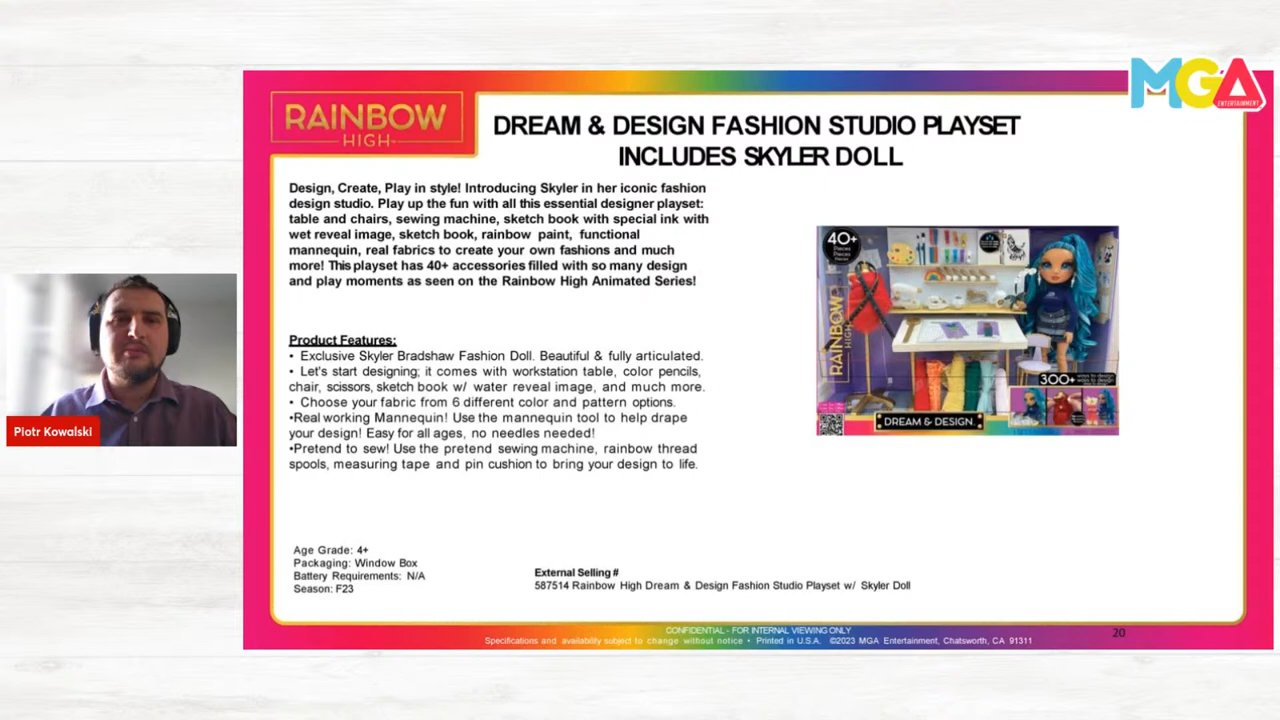 MGA
ENTERTAINMENT
RAINBOW
HIGH™
DREAM & DESIGN FASHION STUDIO PLAYSET
INCLUDES SKYLER DOLL
Design, Create, Play in style! Introducing Skyler in her iconic fashion
design studio. Play up the fun with all this essential designer playset:
table and chairs, sewing machine, sketch book with special ink with
wet reveal image, sketch book, rainbow paint, functional
mannequin, real fabrics to create your own fashions and much
more! This playset has 40+ accessories filled with so many design
and play moments as seen on the Rainbow High Animated Series!
40+
RAINBOW
HIGH
300+
DREAM & DESIGN.
Product Features:
• Exclusive Skyler Bradshaw Fashion Doll. Beautiful & fully articulated.
• Let's start designing; it comes with workstation table, color pencils,
chair, scissors, sketch book w/ water reveal image, and much more.
• Choose your fabric from 6 different color and pattern options.
•Real working Mannequin! Use the mannequin tool to help drape
your design! Easy for all ages, no needles needed!
•Pretend to sew! Use the pretend sewing machine, rainbow thread
spools, measuring tape and pin cushion to bring your design to life.
Piotr Kowalski
Age Grade: 4+
Packaging: Window Box
Battery Requirements: N/A
Season: F23
External Selling #
587514 Rainbow High Dream & Design Fashion Studio Playset w/ Skyler Doll
CONFIDENTIAL - FOR INTERNAL VIEWING ONLY
Specifications and availability subject to change without notice • Printed in U.S.A. ©2023 MGA Entertainment, Chatsworth, CA 91311
20